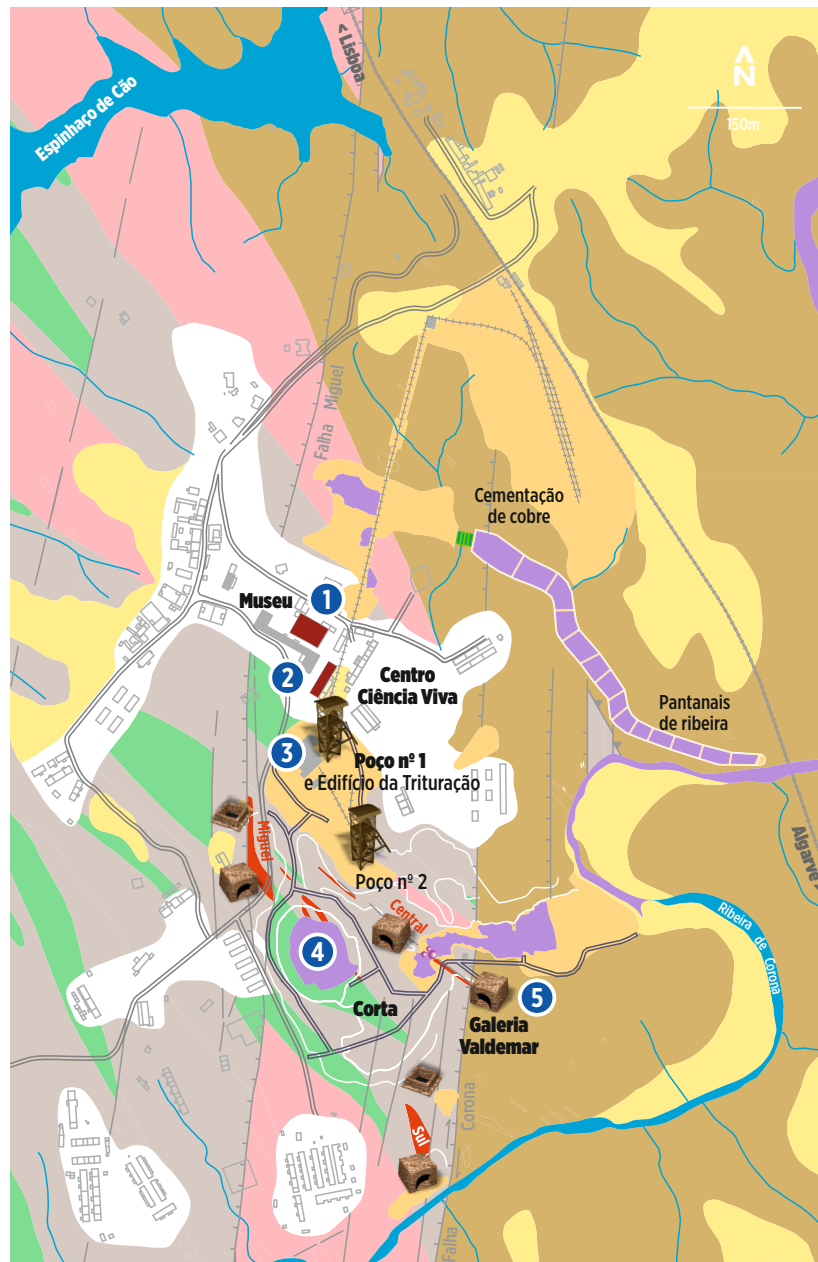 < Lisboa
N
150m
Espinhaço de Cão
Falha Miguel
Cementação
de cobre
Museu
1
2
Centro
Ciência Viva
Pantanais
de ribeira
3
Poço nº 1
e Edifício da Trituração
Miguel
Algarve >
Poço nº 2
Central
Ribeira de Corona
4
5
Corta
Galeria
Valdemar
Sul
Falha Corona